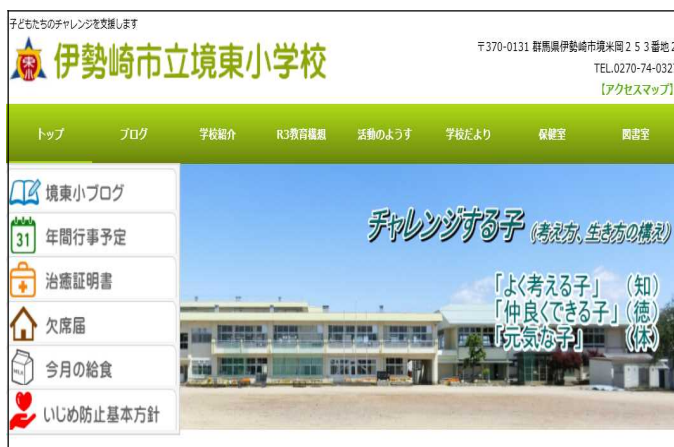 子どもたちのチャレンジを支援します
伊勢崎市立境東小学校
〒370-0131 群馬県伊勢崎市境米岡２５３番地２
TEL.0270-74-032
【アクセスマップ】
トップ ブログ 学校紹介 R3教育構想 活動のようす 学校だより 保健室 図書室
境東小ブログ
31 年間行事予定
治癒証明書
欠席届
MILK 今月の給食
いじめ防止基本方針
チャレンジする子 (考え方、生き方の構え)
「よく考える子」 (知)
「仲良くできる子」(徳)
「元気な子」 (体)